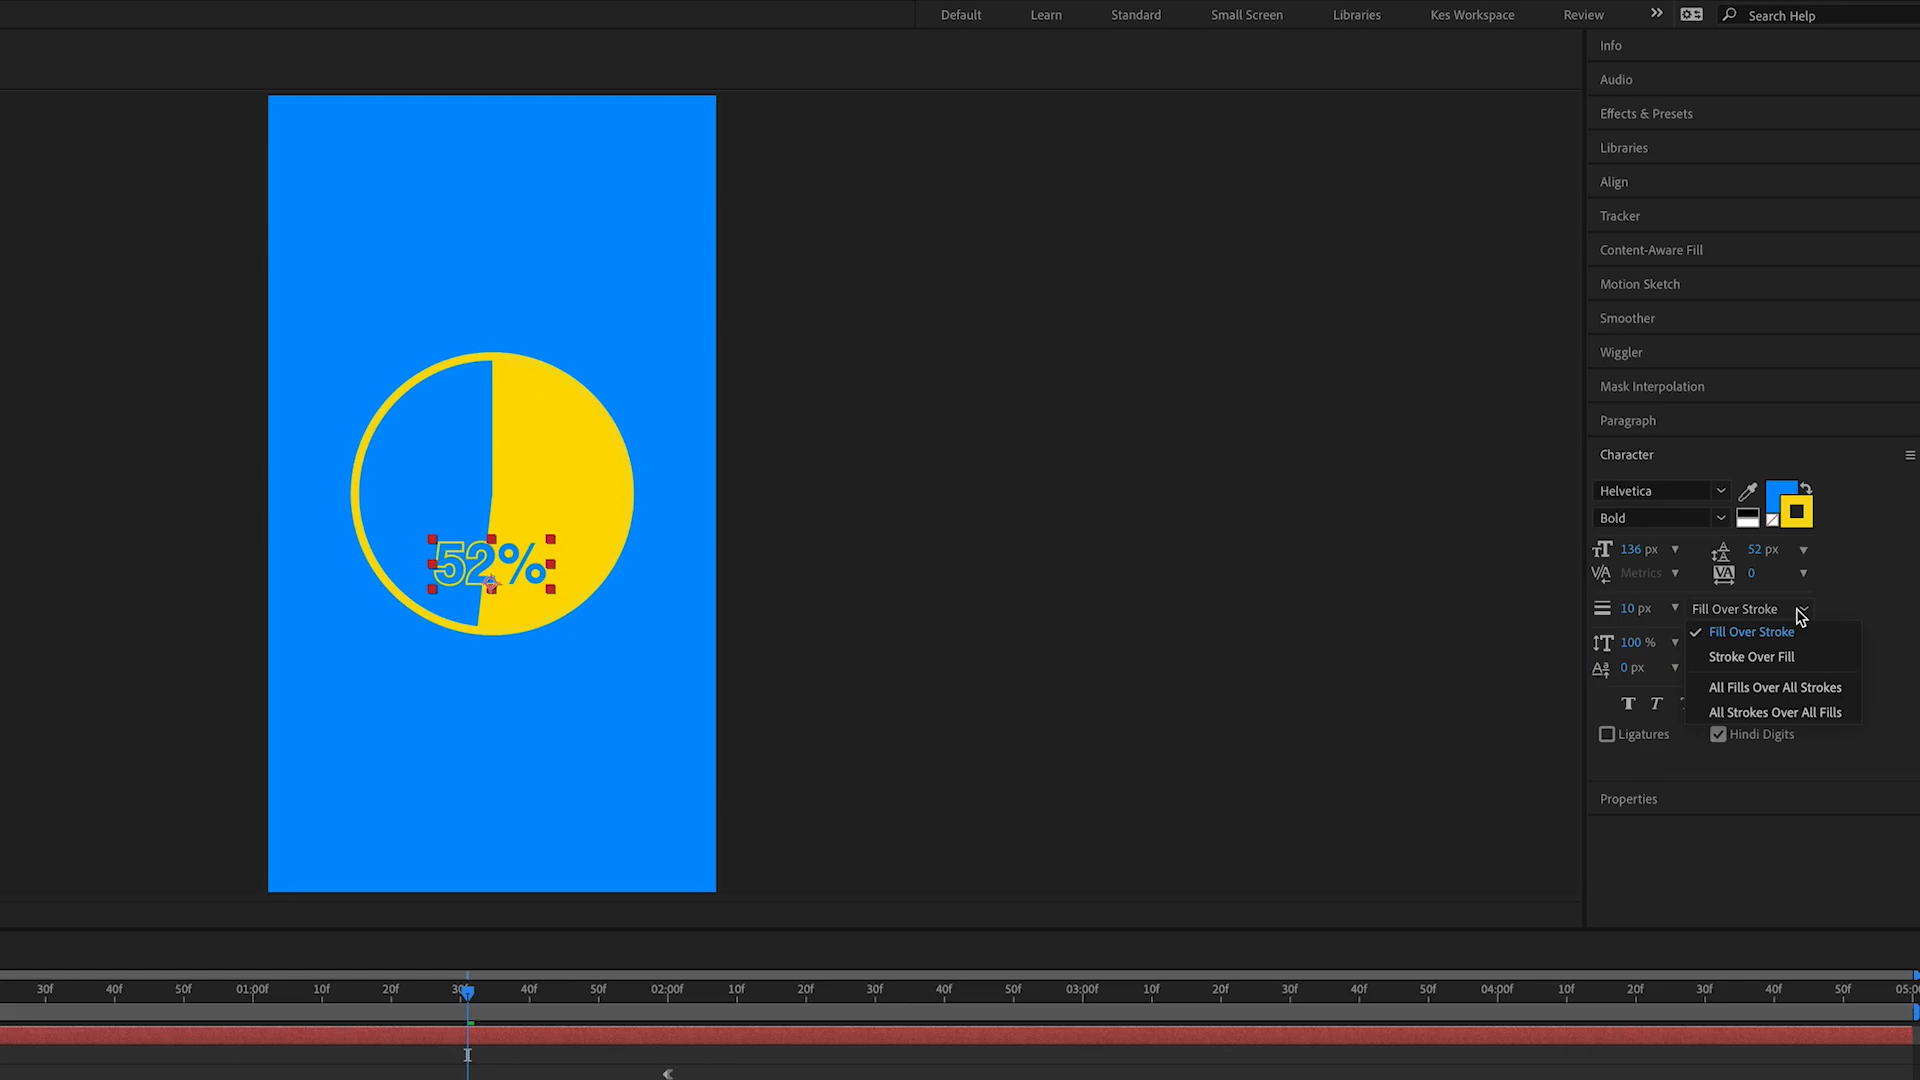 Default Learn Standard Small Screen Libraries Kes Workspace Review Search Help
Info
Audio
Effects & Presets
Libraries
Align
Tracker
Content-Aware Fill
Motion Sketch
Smoother
Wiggler
Mask Interpolation
Paragraph
Character
Helvetica
Bold
136 px 52 px
Metrics 0
10 px Fill Over Stroke
Fill Over Stroke
100 %
Stroke Over Fill
0 px
All Fills Over All Strokes
All Strokes Over All Fills
Ligatures Hindi Digits
Properties
52%
30f 40f 50f 01:00f 10f 20f 30f 40f 50f 02:00f 10f 20f 30f 40f 50f 03:00f 10f 20f 30f 40f 50f 04:00f 10f 20f 30f 40f 50f 05:00